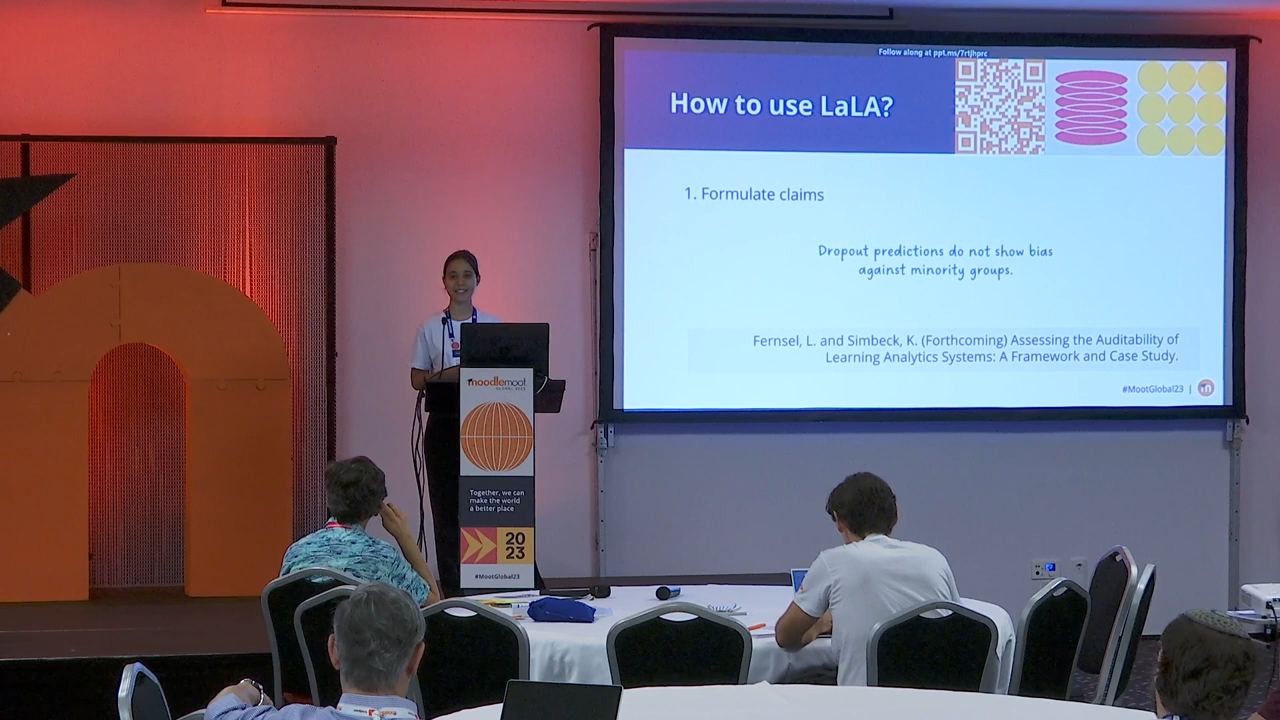 Follow along at ppt.ms/7rtjhprc
How to use LaLA?
1. Formulate claims
Dropout predictions do not show bias
against minority groups.
Fernsel, L. and Simbeck, K. (Forthcoming) Assessing the Auditability of
Learning Analytics Systems: A Framework and Case Study.
#MootGlobal23 |
moodlemoot
GLOBAL 2023
Together, we can
make the world
a better place
20
23
#MootGlobal23